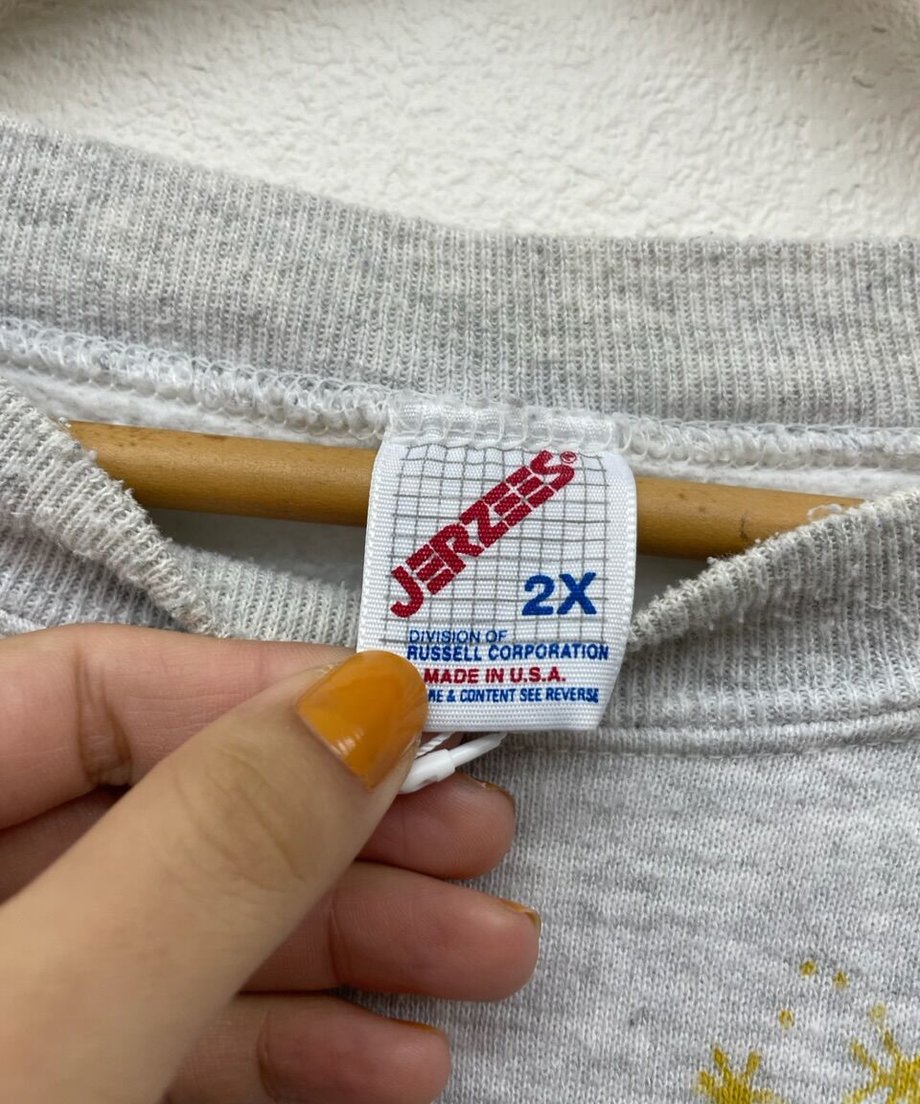 JERZEES®
2X
DIVISION OF
RUSSELL CORPORATION
MADE IN U.S.A.
& CONTENT SEE REVERSE